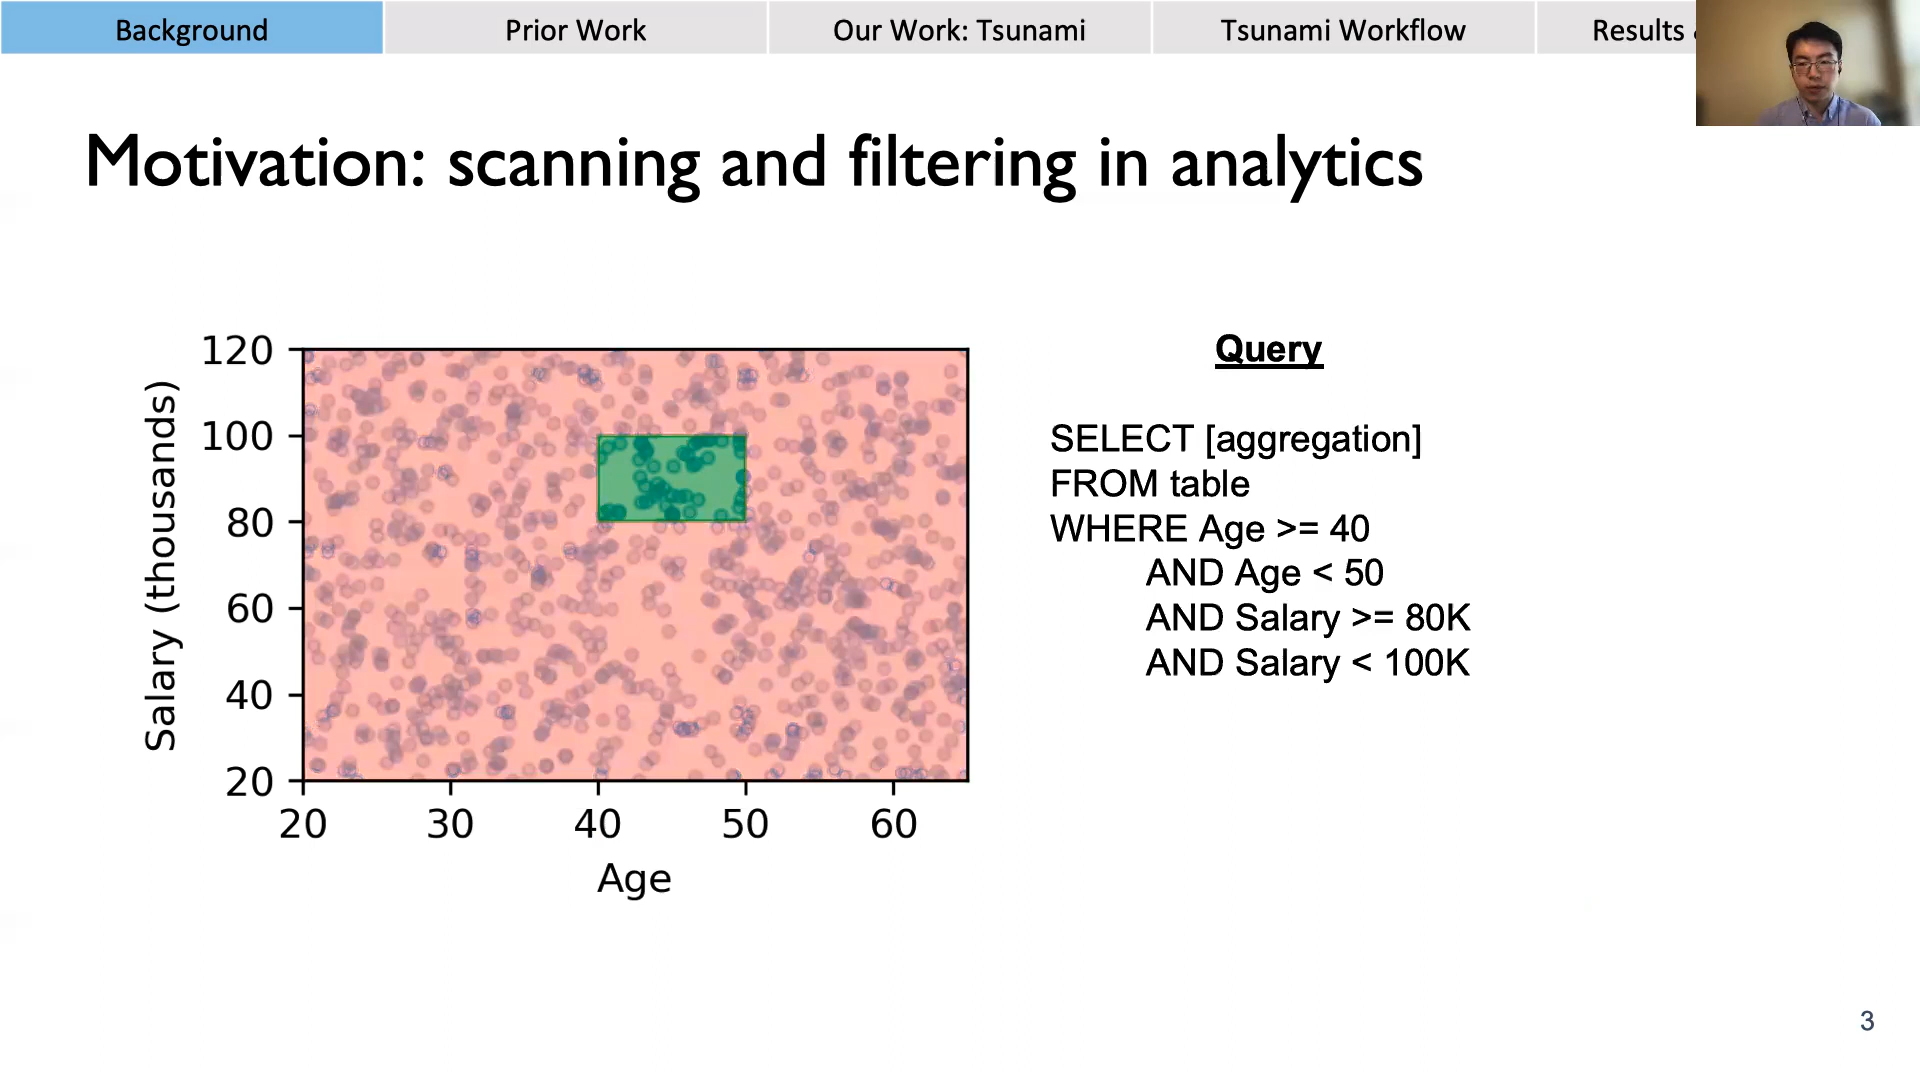 Background
Prior Work
Our Work: Tsunami
Tsunami Workflow
Results
Motivation: scanning and filtering in analytics
120
100
80
60
40
20
Salary (thousands)
20 30 40 50 60
Age
Query
SELECT [aggregation]
FROM table
WHERE Age >= 40
AND Age < 50
AND Salary >= 80K
AND Salary < 100K
3